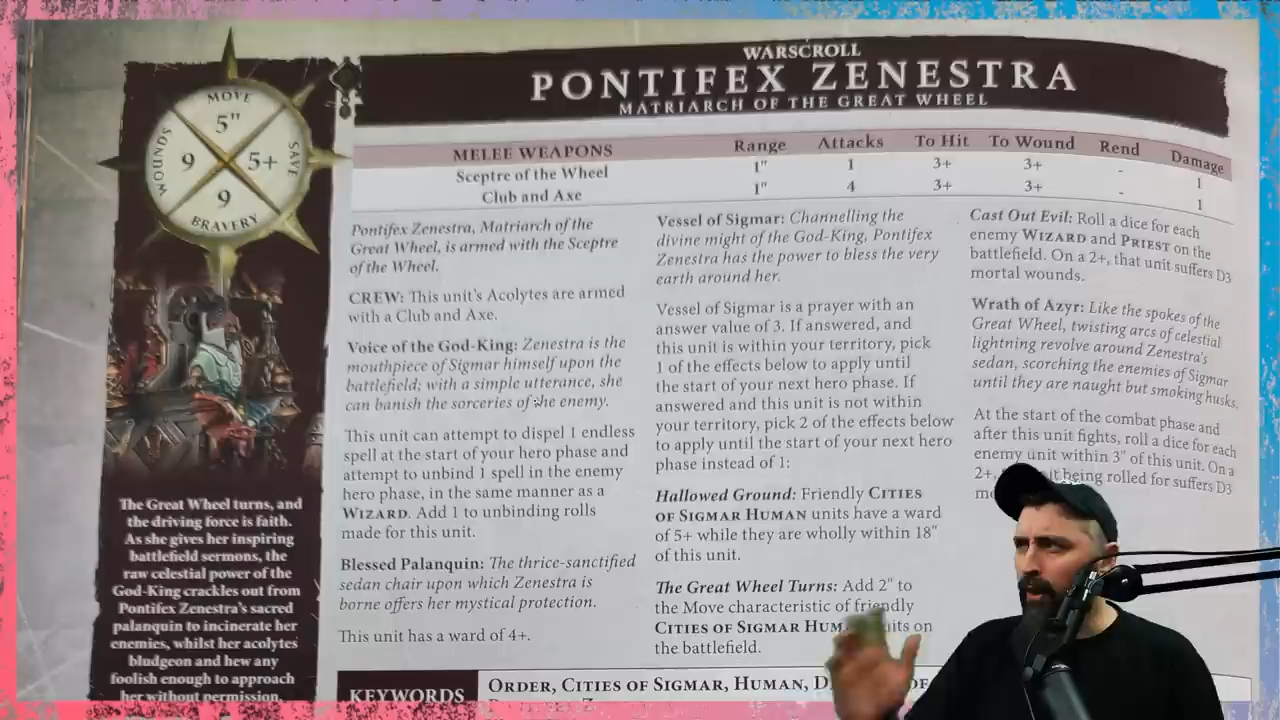 WARSCROLL
PONTIFEX ZENESTRA
MATRIARCH OF THE GREAT WHEEL
MOVE
5"
WOUNDS
9
5+
SAVE
9
BRAVERY
MELEE WEAPONS Range Attacks To Hit To Wound Rend Damage
Sceptre of the Wheel 1" 1 3+ 3+ - 1
Club and Axe 1" 4 3+ 3+ - 1
Pontifex Zenestra, Matriarch of the
Great Wheel, is armed with the Sceptre
of the Wheel.
CREW: This unit's Acolytes are armed
with a Club and Axe.
Voice of the God-King: Zenestra is the
mouthpiece of Sigmar himself upon the
battlefield; with a simple utterance, she
can banish the sorceries of the enemy.
This unit can attempt to dispel 1 endless
spell at the start of your hero phase and
attempt to unbind 1 spell in the enemy
hero phase, in the same manner as a
WIZARD. Add 1 to unbinding rolls
made for this unit.
Blessed Palanquin: The thrice-sanctified
sedan chair upon which Zenestra is
borne offers her mystical protection.
This unit has a ward of 4+.
Vessel of Sigmar: Channelling the
divine might of the God-King, Pontifex
Zenestra has the power to bless the very
earth around her.
Vessel of Sigmar is a prayer with an
answer value of 3. If answered, and
this unit is within your territory, pick
1 of the effects below to apply until
the start of your next hero phase. If
answered and this unit is not within
your territory, pick 2 of the effects below
to apply until the start of your next hero
phase instead of 1:
Hallowed Ground: Friendly CITIES
OF SIGMAR HUMAN units have a ward
of 5+ while they are wholly within 18"
of this unit.
The Great Wheel Turns: Add 2" to
the Move characteristic of friendly
CITIES OF SIGMAR HUM its on
the battlefield.
Cast Out Evil: Roll a dice for each
enemy WIZARD and PRIEST on the
battlefield. On a 2+, that unit suffers D3
mortal wounds.
Wrath of Azyr: Like the spokes of the
Great Wheel, twisting arcs of celestial
lightning revolve around Zenestra's
sedan, scorching the enemies of Sigmar
until they are naught but smoking husks.
At the start of the combat phase and
after this unit fights, roll a dice for each
enemy unit within 3" of this unit. On a
2+, it being rolled for suffers D3
The Great Wheel turns, and
the driving force is faith.
As she gives her inspiring
battlefield sermons, the
raw celestial power of the
God-King crackles out from
Pontifex Zenestra's sacred
palanquin to incinerate her
enemies, whilst her acolytes
bludgeon and hew any
foolish enough to approach
her without permission.
KEYWORDS ORDER, CITIES OF SIGMAR, HUMAN,